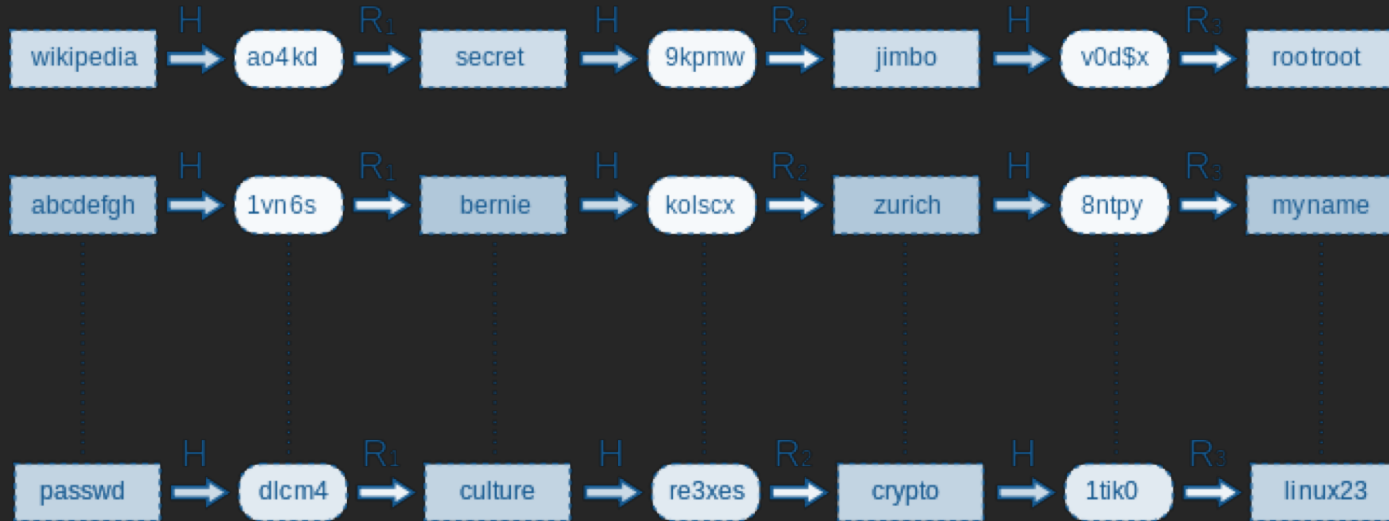 H R1 H R2 H R3
wikipedia ao4kd secret 9kpmw jimbo v0d$x rootroot
H R1 H R2 H R3
abcdefgh 1vn6s bernie kolscx zurich 8ntpy myname
H R1 H R2 H R3
passwd dlcm4 culture re3xes crypto 1tik0 linux23